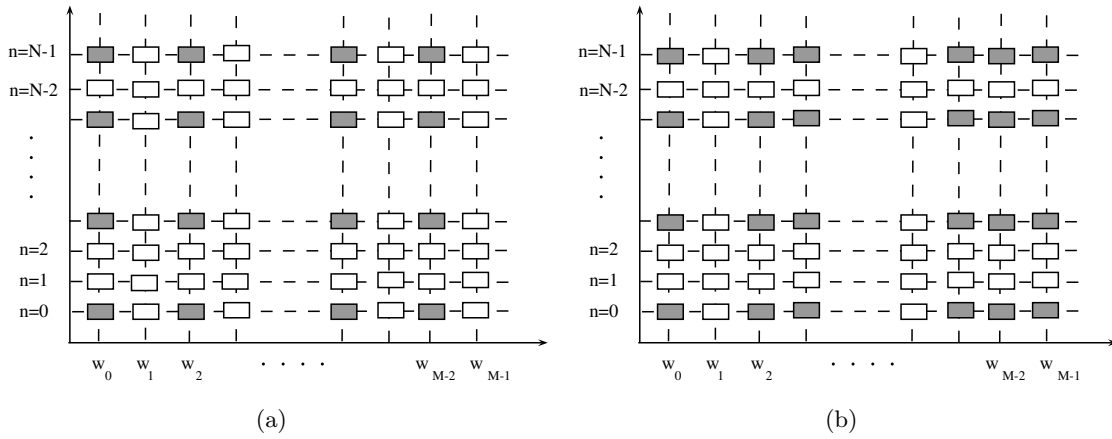 n=N-1
n=N-2
. . . .
n=2
n=1
n=0
w0 w1 w2 . . . . wM-2 wM-1
(a)
n=N-1
n=N-2
. . . .
n=2
n=1
n=0
w0 w1 w2 . . . . wM-2 wM-1
(b)